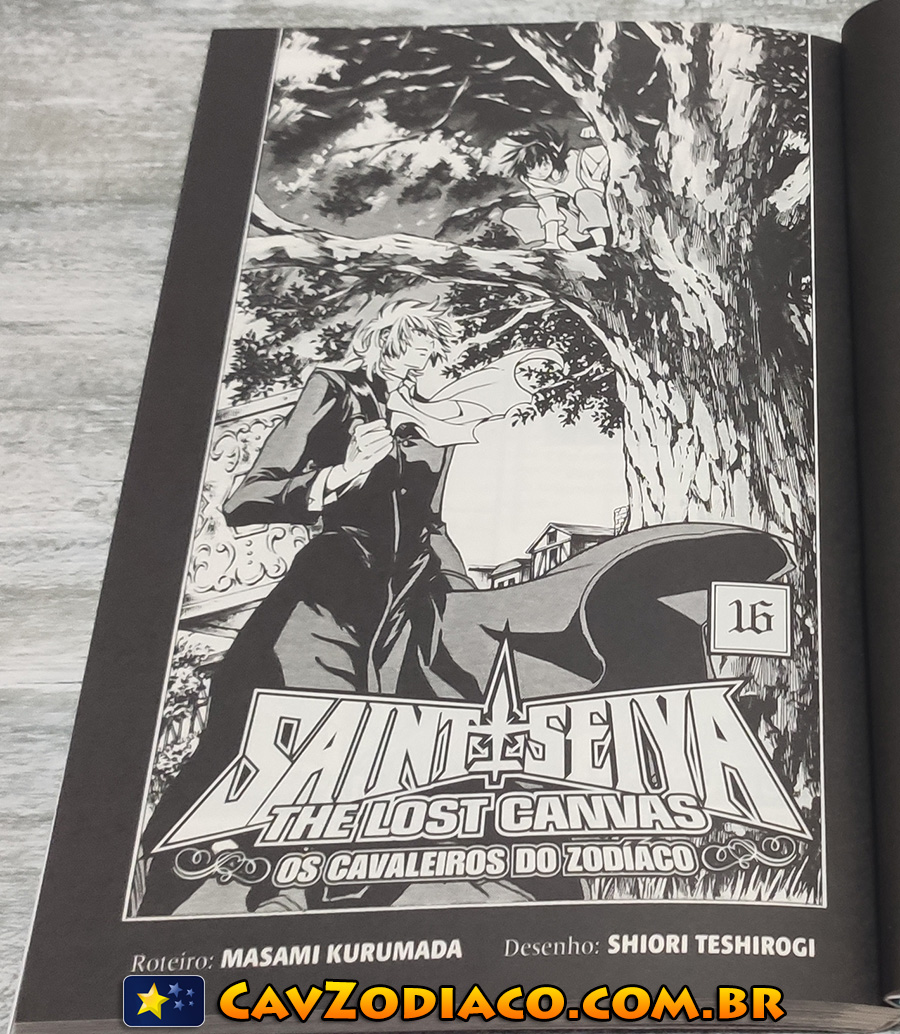 16
SAINT SEIYA
THE LOST CANVAS
OS CAVALEIROS DO ZODÍACO
Roteiro: MASAMI KURUMADA Desenho: SHIORI TESHIROGI
CAVZODIACO.COM.BR